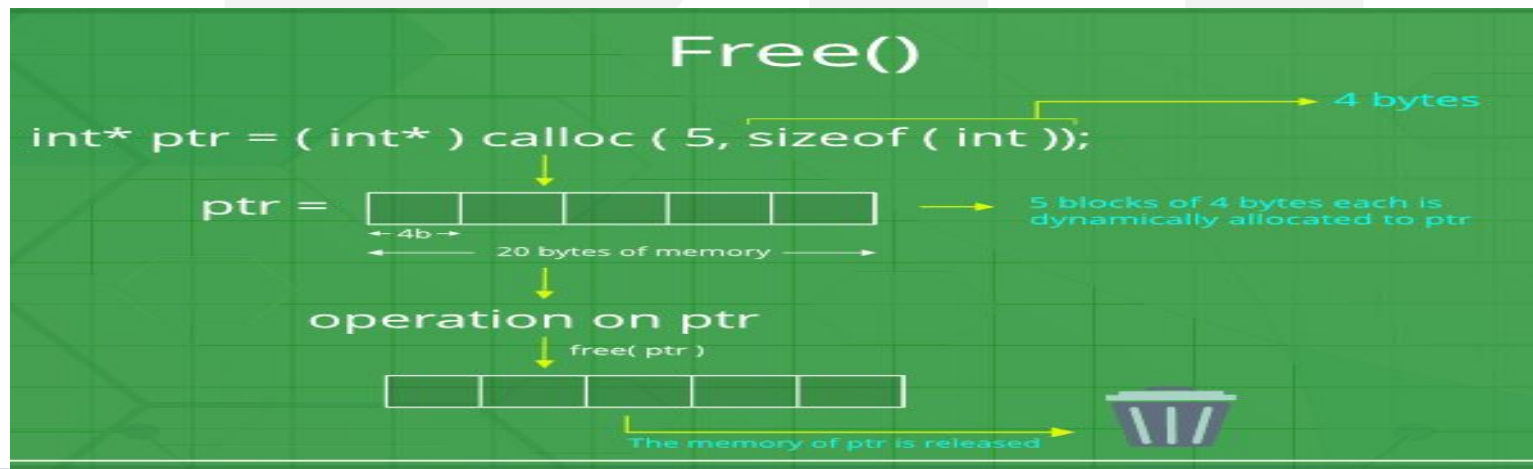 Free()
4 bytes
int* ptr = ( int* ) calloc ( 5, sizeof ( int ));
ptr =
5 blocks of 4 bytes each is
dynamically allocated to ptr
4b
20 bytes of memory
operation on ptr
free( ptr )
The memory of ptr is released